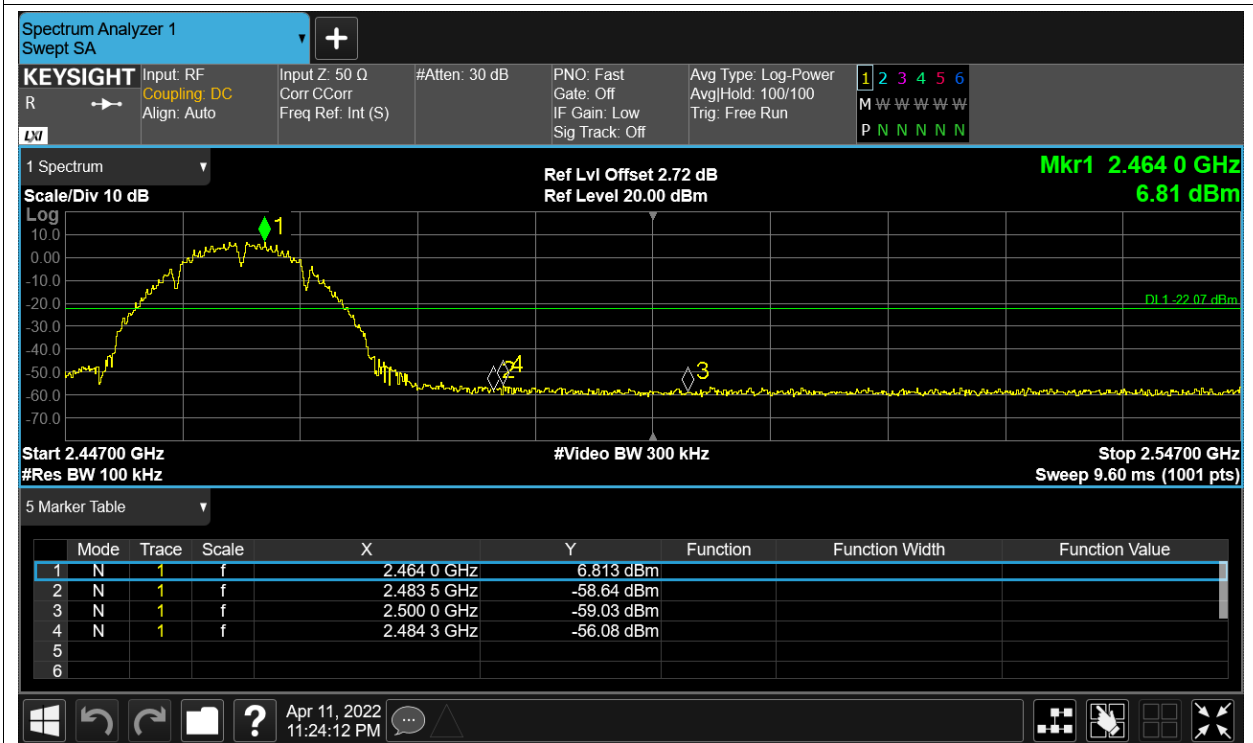 Spectrum Analyzer 1
Swept SA
+
KEYSIGHT Input: RF Input Z: 50 Ω #Atten: 30 dB PNO: Fast Avg Type: Log-Power 1 2 3 4 5 6
R Coupling: DC Corr CCorr Gate: Off Avg|Hold: 100/100 M W W W W W
Align: Auto Freq Ref: Int (S) IF Gain: Low Trig: Free Run
LXI Sig Track: Off P N N N N N
1 Spectrum Ref Lvl Offset 2.72 dB Mkr1 2.464 0 GHz
Scale/Div 10 dB Ref Level 20.00 dBm 6.81 dBm
Log
1
10.0
0.00
-10.0
-20.0
DL1 -22.07 dBm
-30.0
-40.0
-50.0
2 4 3
-60.0
-70.0
Start 2.44700 GHz #Video BW 300 kHz Stop 2.54700 GHz
#Res BW 100 kHz Sweep 9.60 ms (1001 pts)
5 Marker Table
Mode Trace Scale X Y Function Function Width Function Value
1 N 1 f 2.464 0 GHz 6.813 dBm
2 N 1 f 2.483 5 GHz -58.64 dBm
3 N 1 f 2.500 0 GHz -59.03 dBm
4 N 1 f 2.484 3 GHz -56.08 dBm
5
6
? Apr 11, 2022
11:24:12 PM